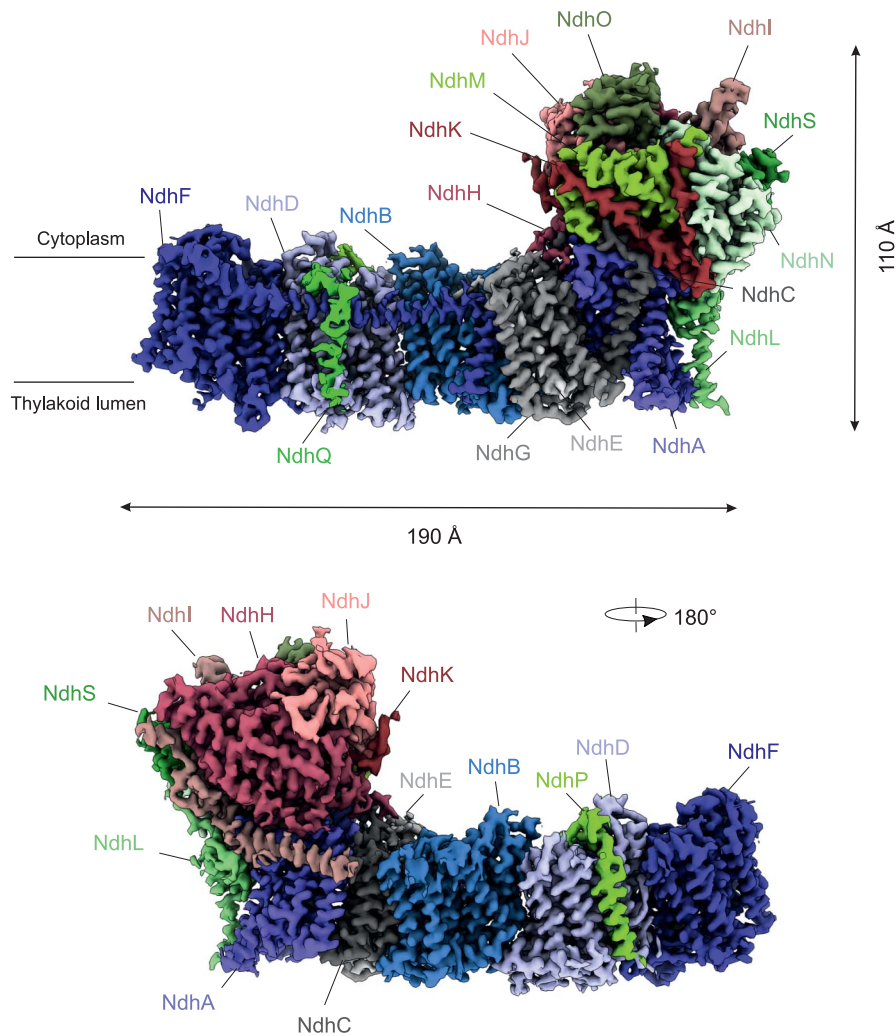 NdhO
NdhJ
NdhI
NdhM
NdhS
NdhK
NdhH
NdhF
NdhD
NdhB
Cytoplasm
110 Å
NdhN
NdhC
NdhL
Thylakoid lumen
NdhQ
NdhG
NdhE
NdhA
190 Å
NdhI
NdhH
NdhJ
180°
NdhS
NdhK
NdhD
NdhF
NdhE
NdhB
NdhP
NdhL
NdhA
NdhC